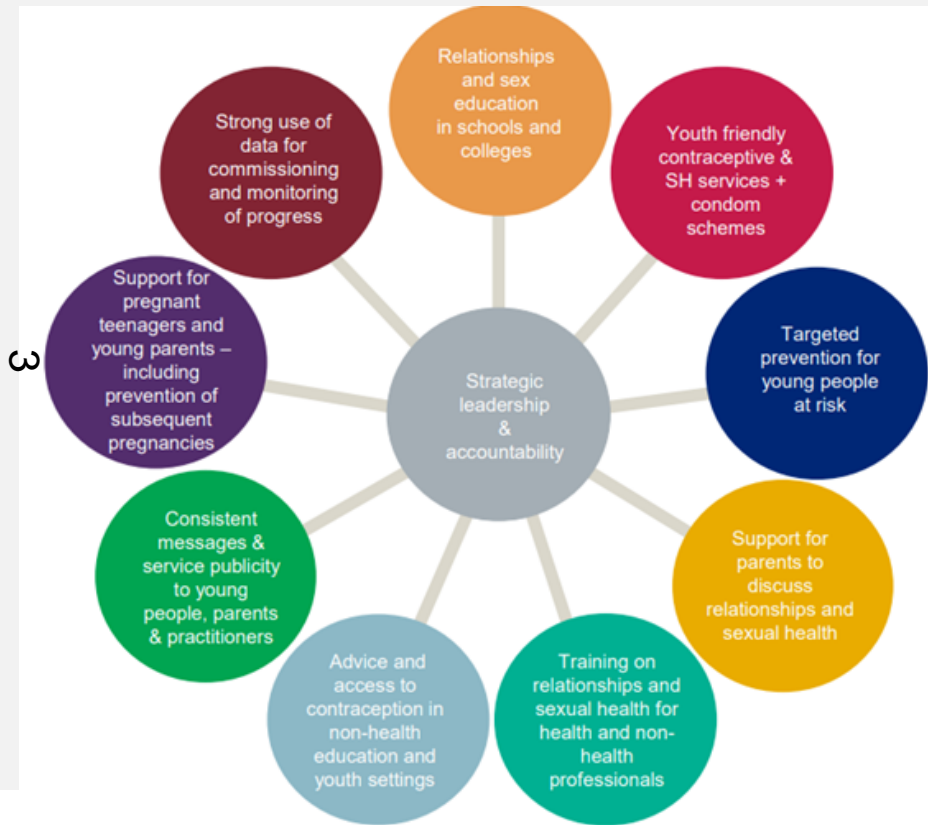 Relationships
and sex
education
in schools and
colleges
Youth friendly
contraceptive &
SH services +
condom
schemes
Targeted
prevention for
young people
at risk
Support for
parents to
discuss
relationships and
sexual health
Training on
relationships and
sexual health for
health and non-
health
professionals
Advice and
access to
contraception in
non-health
education and
youth settings
Consistent
messages &
service publicity
to young
people, parents
& practitioners
Support for
pregnant
teenagers and
young parents –
including
prevention of
subsequent
pregnancies
Strong use of
data for
commissioning
and monitoring
of progress
Strategic
leadership
&
accountability
3